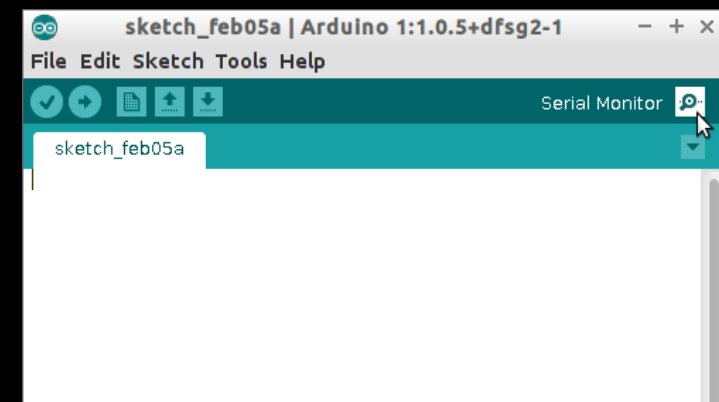 sketch_feb05a | Arduino 1:1.0.5+dfsg2-1
File Edit Sketch Tools Help
Serial Monitor
sketch_feb05a